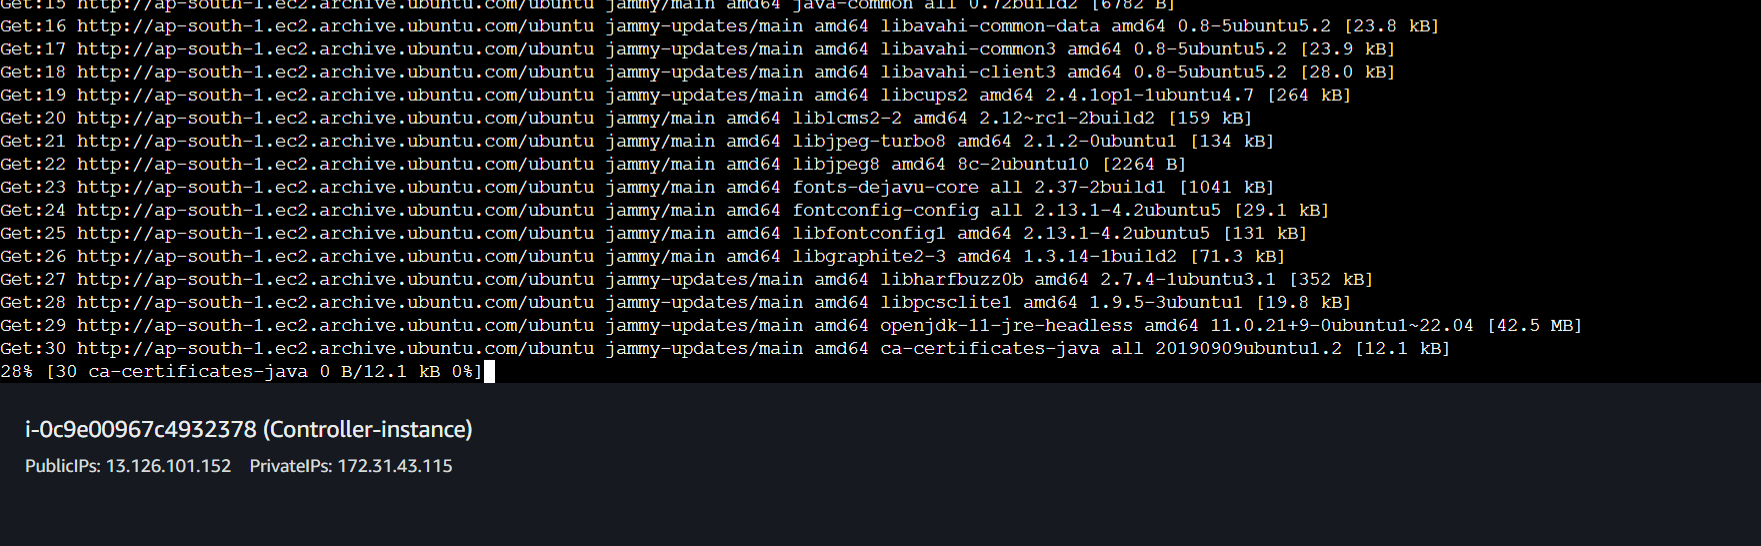 Get:15 http://ap-south-1.ec2.archive.ubuntu.com/ubuntu jammy/main amd64 java-common all 0.72build2 [6782 B]
Get:16 http://ap-south-1.ec2.archive.ubuntu.com/ubuntu jammy-updates/main amd64 libavahi-common-data amd64 0.8-5ubuntu5.2 [23.8 kB]
Get:17 http://ap-south-1.ec2.archive.ubuntu.com/ubuntu jammy-updates/main amd64 libavahi-common3 amd64 0.8-5ubuntu5.2 [23.9 kB]
Get:18 http://ap-south-1.ec2.archive.ubuntu.com/ubuntu jammy-updates/main amd64 libavahi-client3 amd64 0.8-5ubuntu5.2 [28.0 kB]
Get:19 http://ap-south-1.ec2.archive.ubuntu.com/ubuntu jammy-updates/main amd64 libcups2 amd64 2.4.1op1-1ubuntu4.7 [264 kB]
Get:20 http://ap-south-1.ec2.archive.ubuntu.com/ubuntu jammy/main amd64 liblcms2-2 amd64 2.12~rc1-2build2 [159 kB]
Get:21 http://ap-south-1.ec2.archive.ubuntu.com/ubuntu jammy/main amd64 libjpeg-turbo8 amd64 2.1.2-0ubuntu1 [134 kB]
Get:22 http://ap-south-1.ec2.archive.ubuntu.com/ubuntu jammy/main amd64 libjpeg8 amd64 8c-2ubuntu10 [2264 B]
Get:23 http://ap-south-1.ec2.archive.ubuntu.com/ubuntu jammy/main amd64 fonts-dejavu-core all 2.37-2build1 [1041 kB]
Get:24 http://ap-south-1.ec2.archive.ubuntu.com/ubuntu jammy/main amd64 fontconfig-config all 2.13.1-4.2ubuntu5 [29.1 kB]
Get:25 http://ap-south-1.ec2.archive.ubuntu.com/ubuntu jammy/main amd64 libfontconfig1 amd64 2.13.1-4.2ubuntu5 [131 kB]
Get:26 http://ap-south-1.ec2.archive.ubuntu.com/ubuntu jammy/main amd64 libgraphite2-3 amd64 1.3.14-1build2 [71.3 kB]
Get:27 http://ap-south-1.ec2.archive.ubuntu.com/ubuntu jammy-updates/main amd64 libharfbuzz0b amd64 2.7.4-1ubuntu3.1 [352 kB]
Get:28 http://ap-south-1.ec2.archive.ubuntu.com/ubuntu jammy/main amd64 libpcsclite1 amd64 1.9.5-3ubuntu1 [19.8 kB]
Get:29 http://ap-south-1.ec2.archive.ubuntu.com/ubuntu jammy-updates/main amd64 openjdk-11-jre-headless amd64 11.0.21+9-0ubuntu1~22.04 [42.5 MB]
Get:30 http://ap-south-1.ec2.archive.ubuntu.com/ubuntu jammy-updates/main amd64 ca-certificates-java all 20190909ubuntu1.2 [12.1 kB]
28% [30 ca-certificates-java 0 B/12.1 kB 0%]
i-0c9e00967c4932378 (Controller-instance)
PublicIPs: 13.126.101.152 PrivateIPs: 172.31.43.115